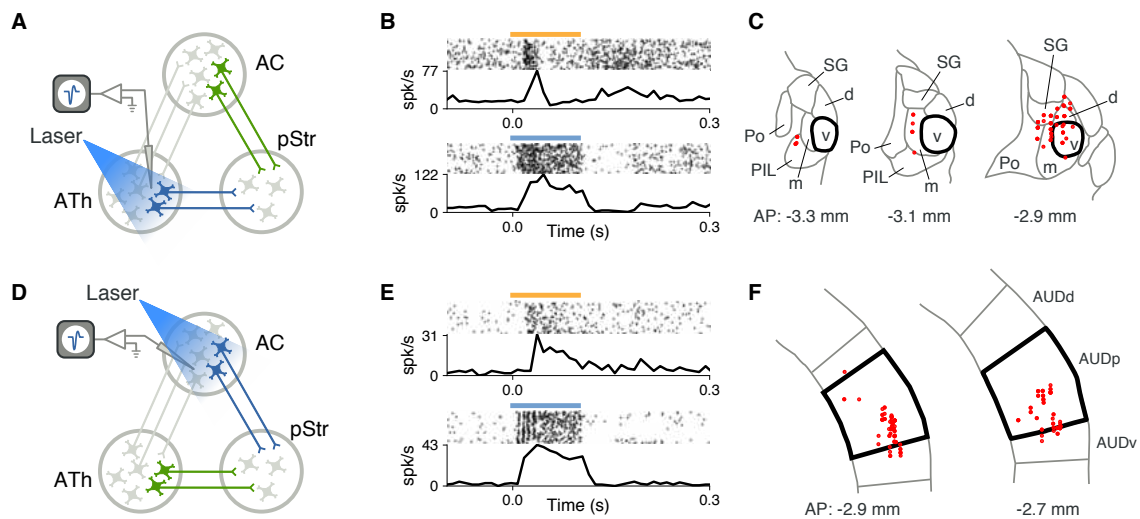 A
AC
Laser
pStr
ATh
B
spk/s
77
0
spk/s
122
0
0.0
0.3
Time (s)
C
SG
d
Po
v
PIL
m
AP: -3.3 mm
SG
d
Po
v
PIL
m
-3.1 mm
SG
d
v
Po
m
-2.9 mm
D
Laser
AC
pStr
ATh
E
spk/s
31
0
0.0
0.3
spk/s
43
0
0.0
0.3
Time (s)
F
AUDd
AUDp
AUDv
AP: -2.9 mm
-2.7 mm